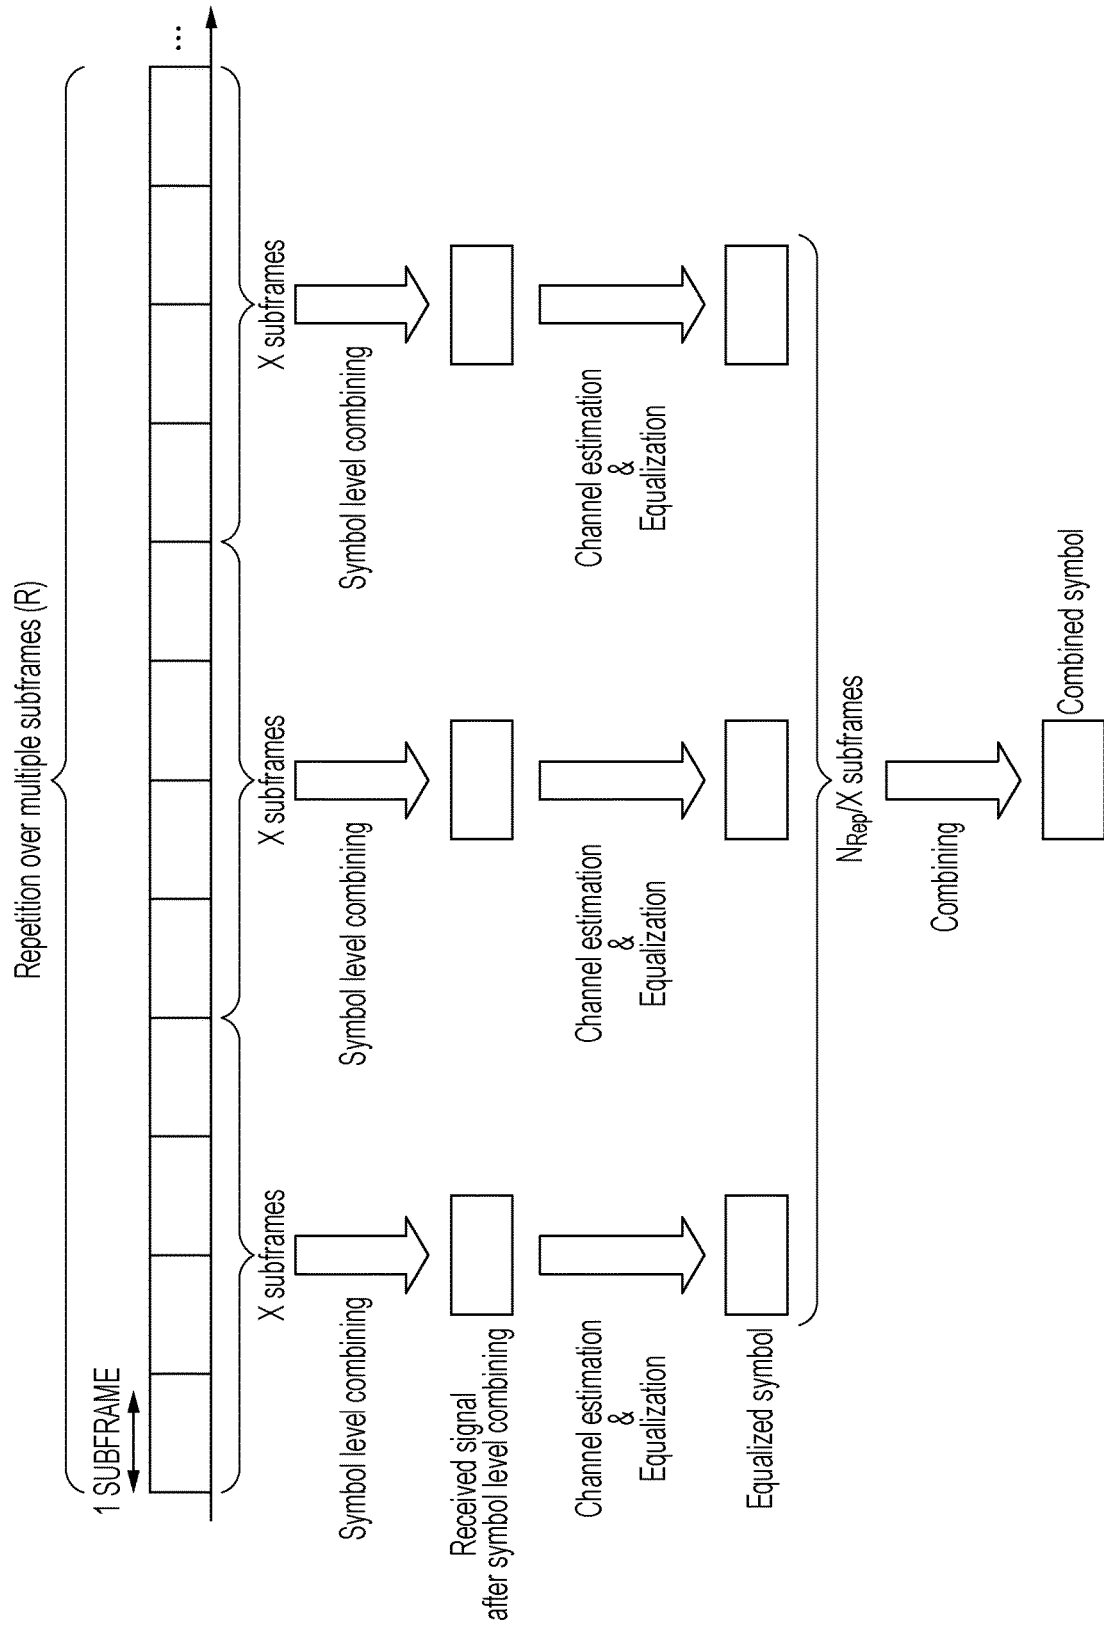 Repetition over multiple subframes (R)
1 SUBFRAME
...
X subframes
X subframes
X subframes
Symbol level combining
Symbol level combining
Symbol level combining
Received signal
after symbol level combining
Channel estimation
&
Equalization
Channel estimation
&
Equalization
Channel estimation
&
Equalization
Equalized symbol
NRep/X subframes
Combining
Combined symbol